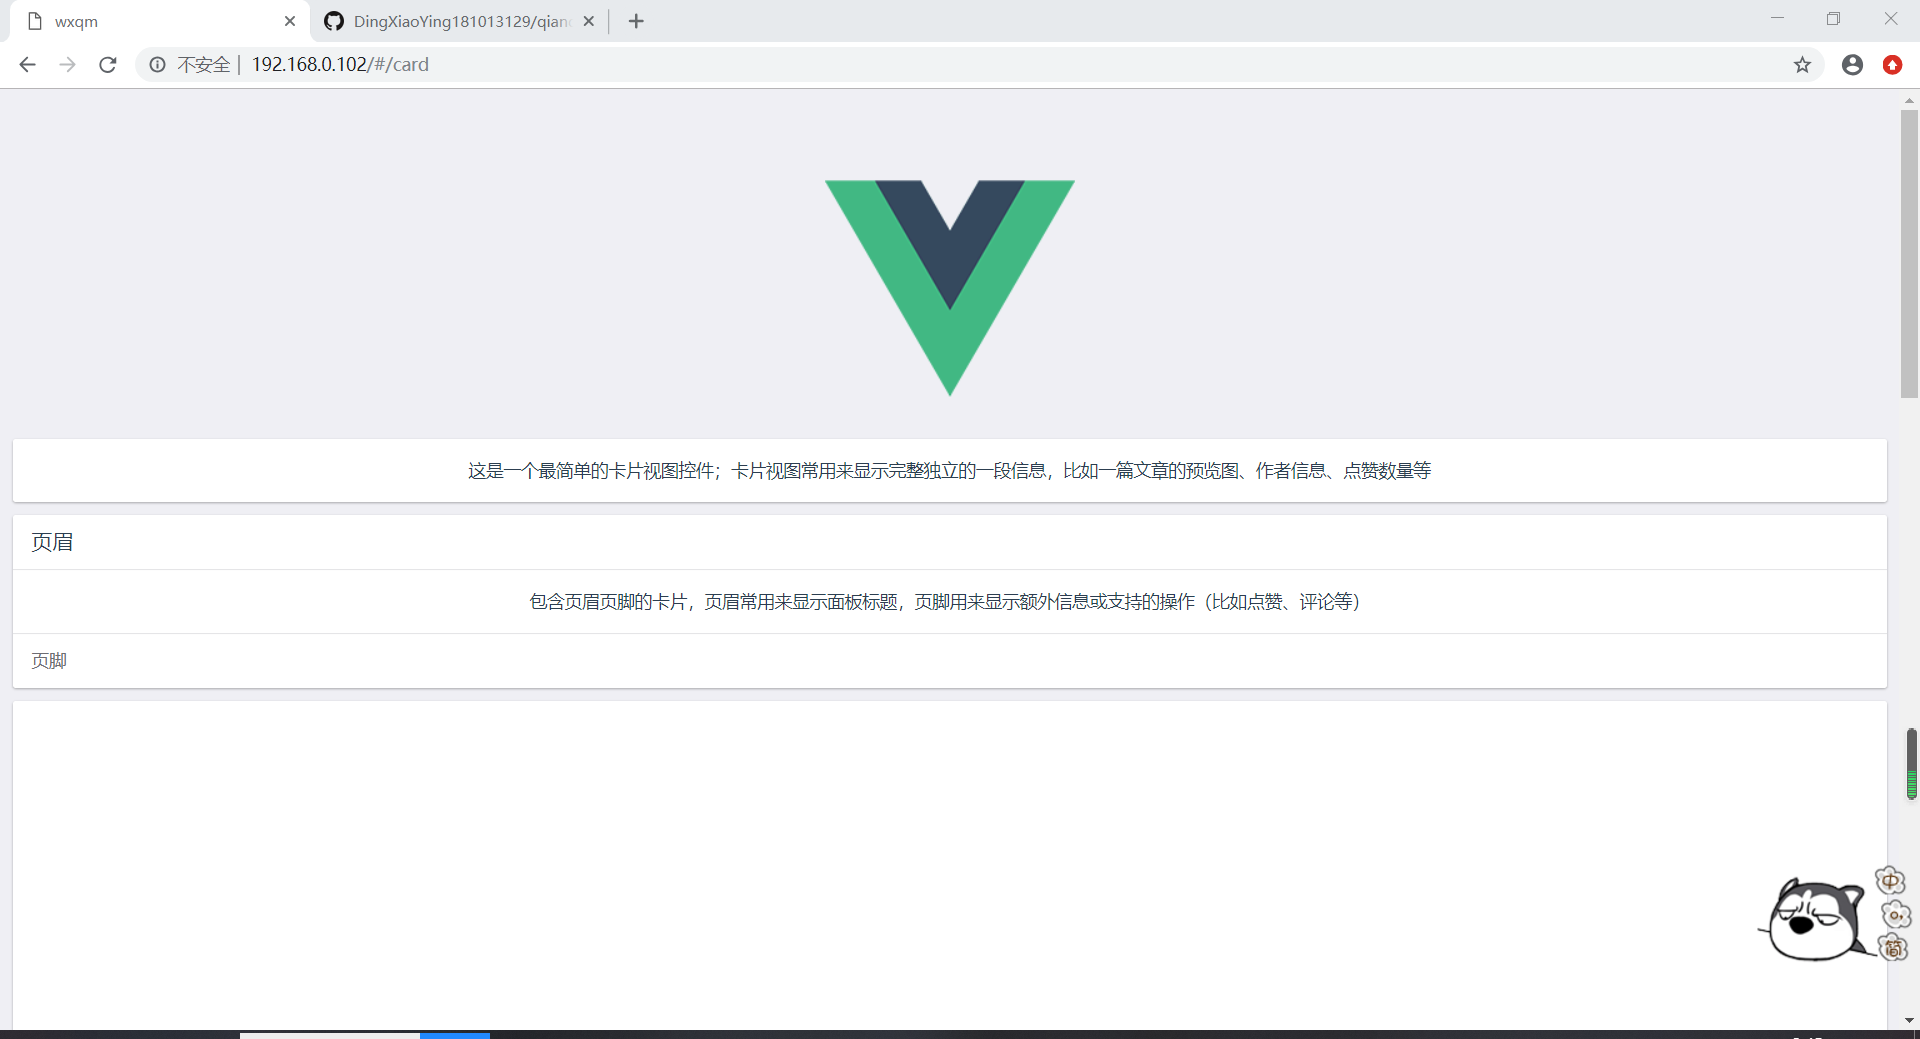 wxqm
DingXiaoYing181013129/qian
不安全 | 192.168.0.102/#/card
这是一个最简单的卡片视图控件；卡片视图常用来显示完整独立的一段信息，比如一篇文章的预览图、作者信息、点赞数量等
页眉
包含页眉页脚的卡片，页眉常用来显示面板标题，页脚用来显示额外信息或支持的操作（比如点赞、评论等）
页脚
中
简